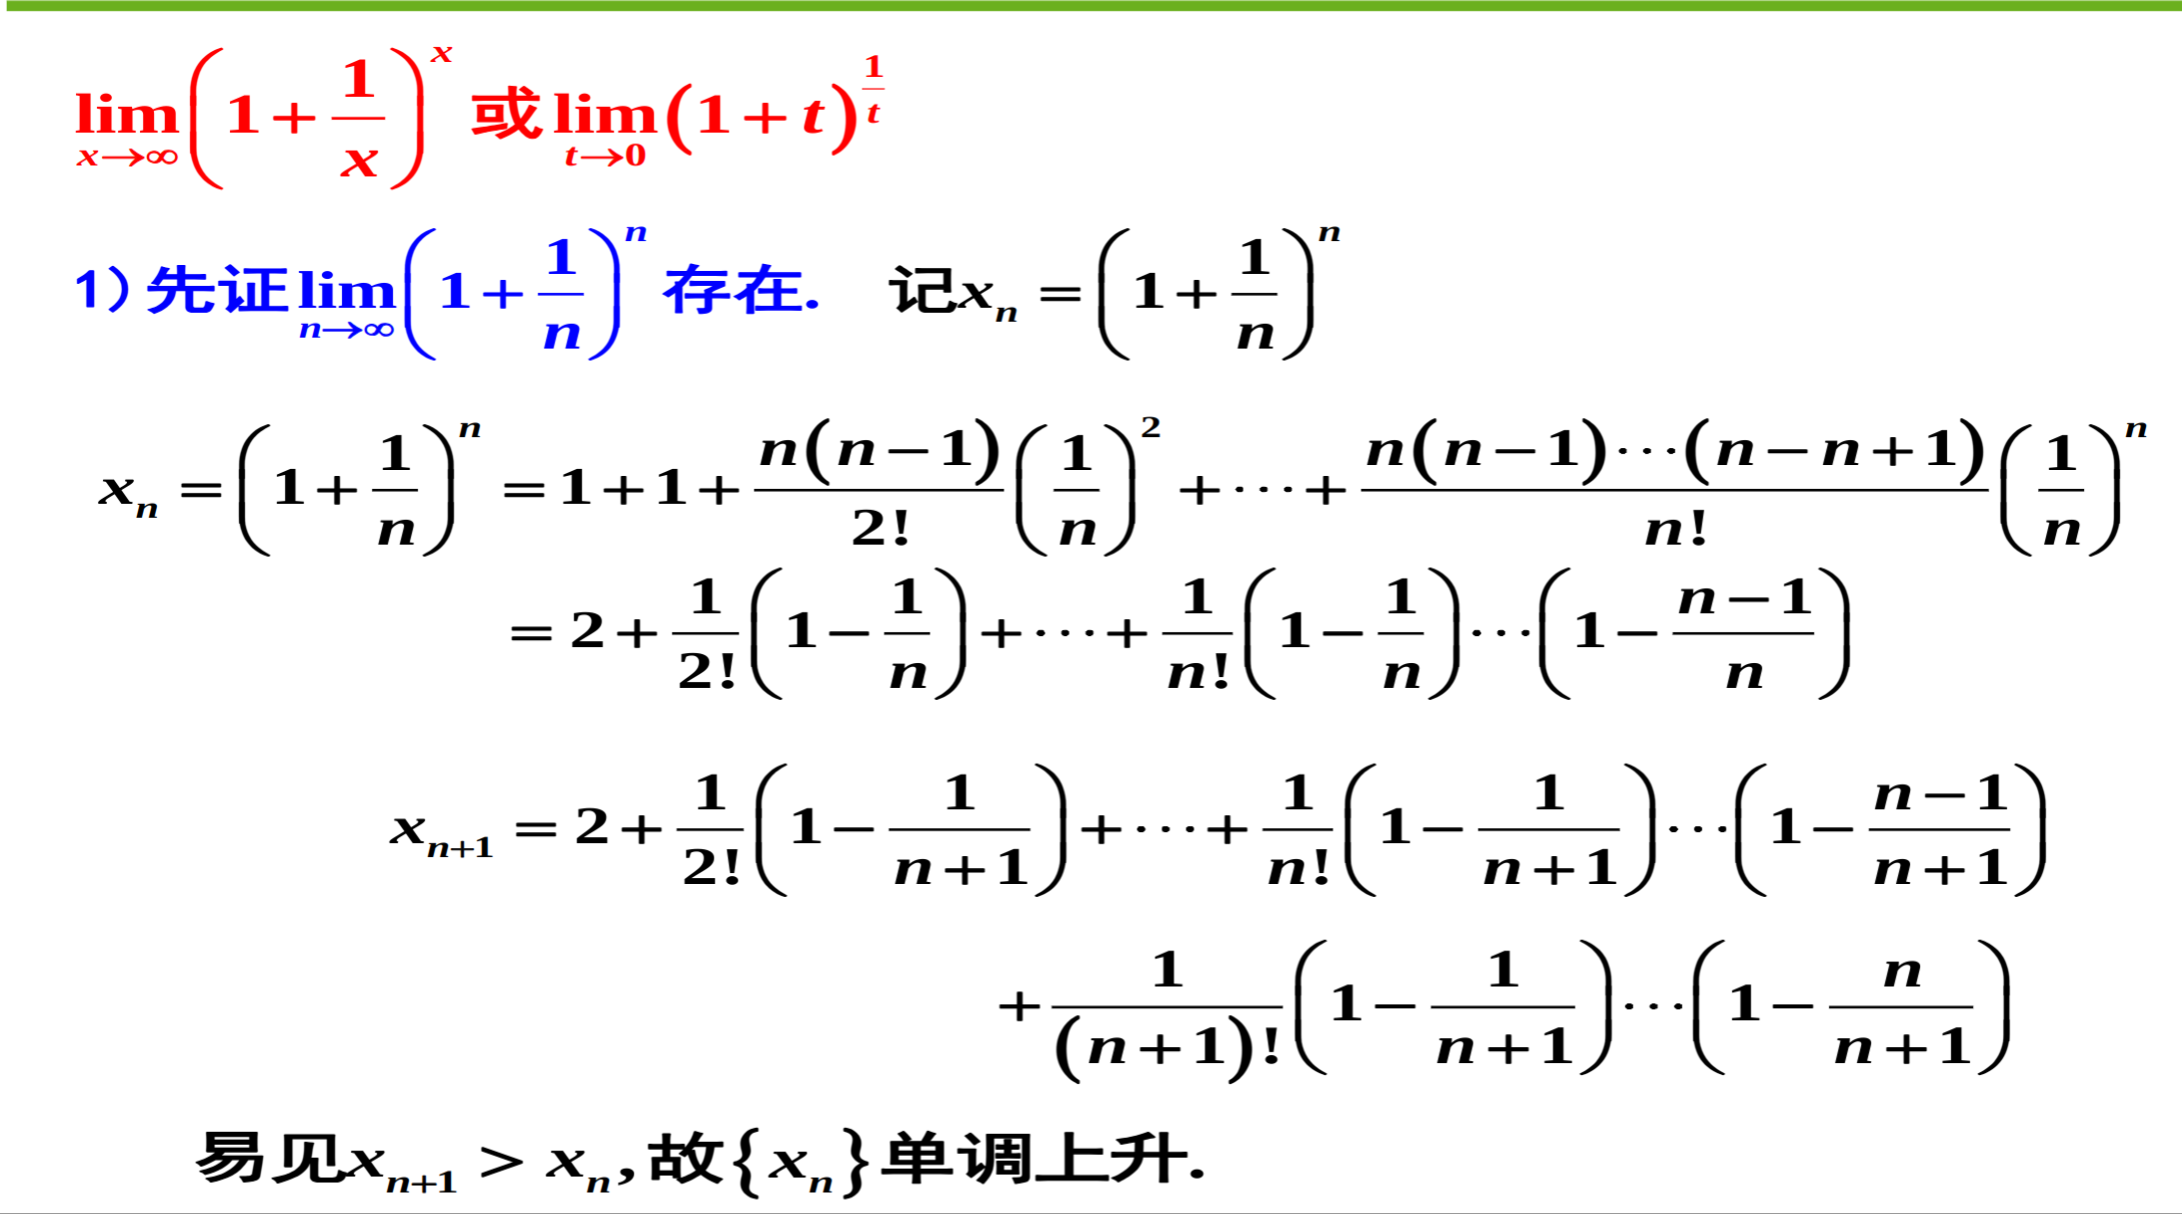 $\lim_{x\to\infty}\left(1+\frac{1}{x}\right)^{x}$ 或 $\lim_{t\to 0}(1+t)^{\frac{1}{t}}$
1) 先证 $\lim_{n\to\infty}\left(1+\frac{1}{n}\right)^{n}$ 存在. 记 $x_n=\left(1+\frac{1}{n}\right)^{n}$
$x_n=\left(1+\frac{1}{n}\right)^{n}=1+1+\frac{n(n-1)}{2!}\left(\frac{1}{n}\right)^{2}+\cdots+\frac{n(n-1)\cdots(n-n+1)}{n!}\left(\frac{1}{n}\right)^{n}$
$=2+\frac{1}{2!}\left(1-\frac{1}{n}\right)+\cdots+\frac{1}{n!}\left(1-\frac{1}{n}\right)\cdots\left(1-\frac{n-1}{n}\right)$
$x_{n+1}=2+\frac{1}{2!}\left(1-\frac{1}{n+1}\right)+\cdots+\frac{1}{n!}\left(1-\frac{1}{n+1}\right)\cdots\left(1-\frac{n-1}{n+1}\right)$
$+\frac{1}{(n+1)!}\left(1-\frac{1}{n+1}\right)\cdots\left(1-\frac{n}{n+1}\right)$
易见 $x_{n+1}>x_n$, 故 $\{x_n\}$ 单调上升.